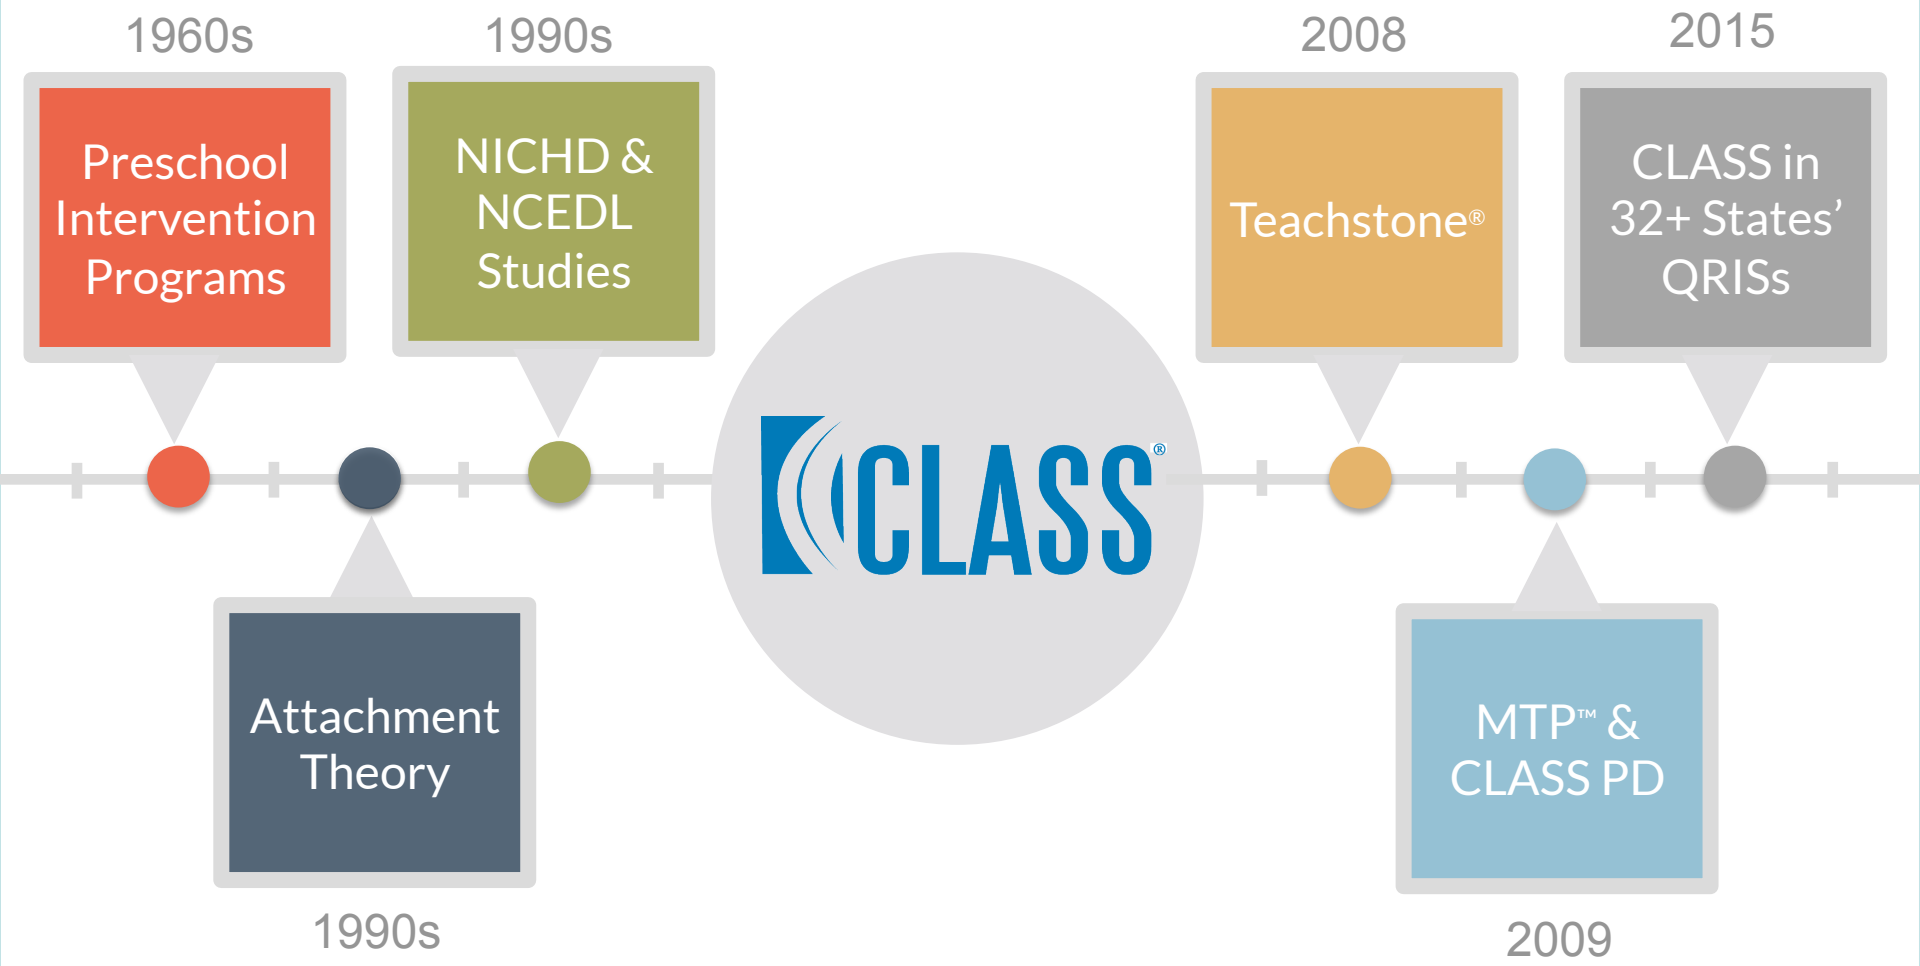 1960s
Preschool
Intervention
Programs
Attachment
Theory
1990s
1990s
NICHD &
NCEDL
Studies
CLASS®
2008
Teachstone®
MTP™ &
CLASS PD
2009
2015
CLASS in
32+ States’
QRISs